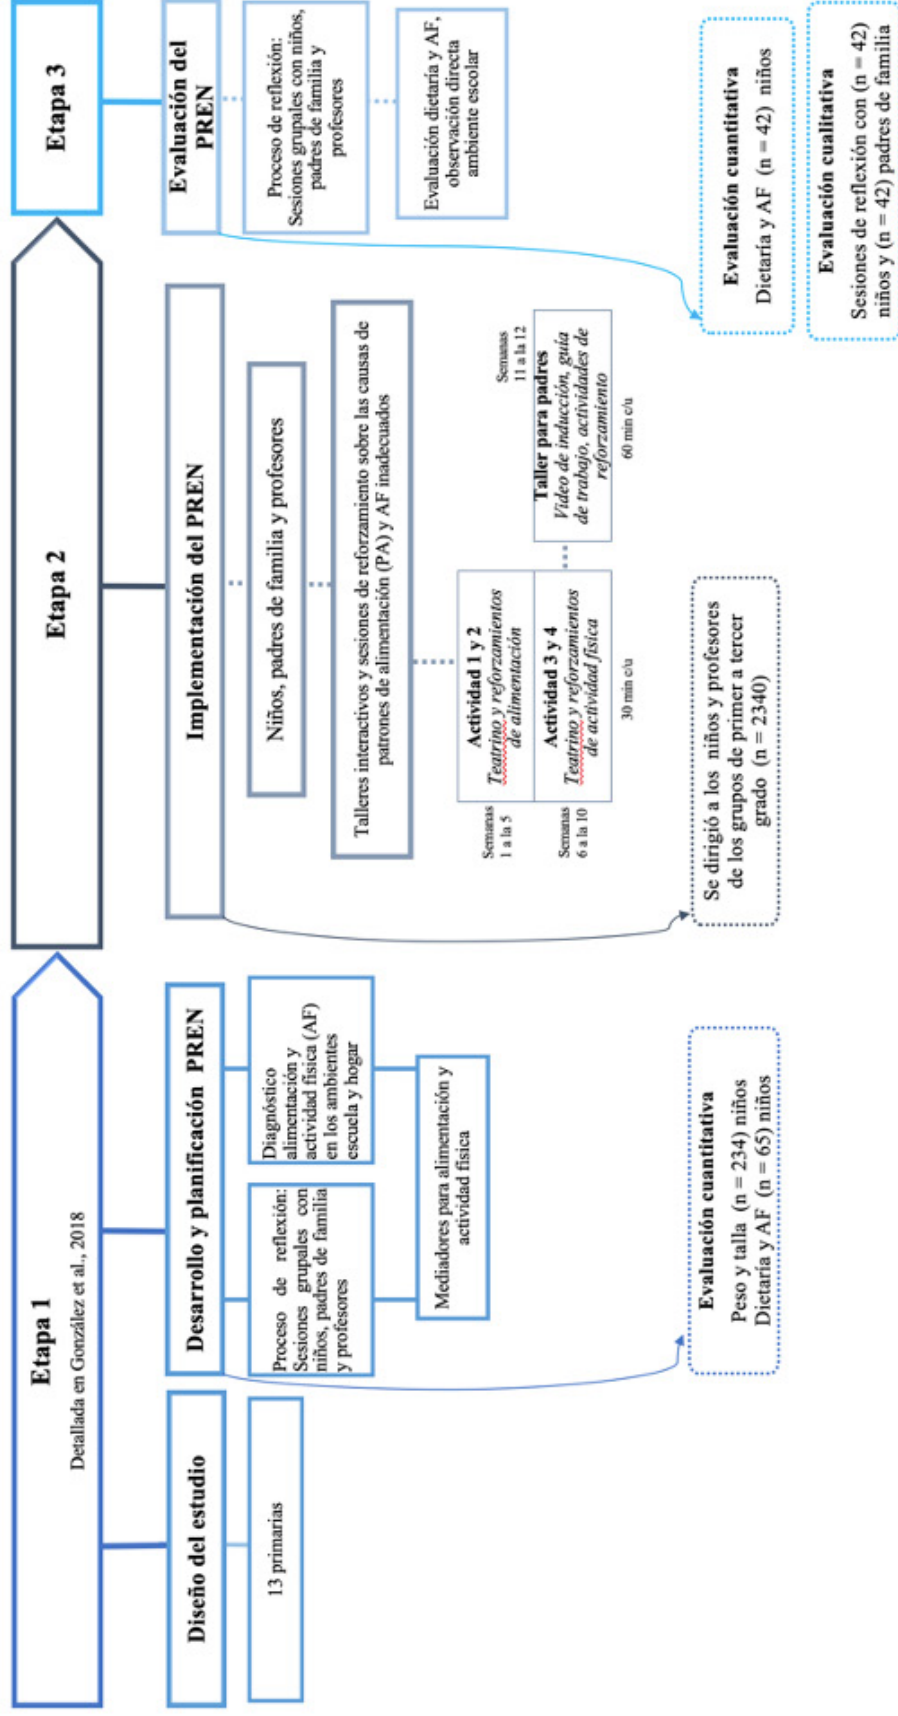 Etapa 1
Detallada en González et al., 2018
Diseño del estudio
13 primarias
Desarrollo y planificación PREN
Proceso de reflexión:
Sesiones grupales con
niños, padres de familia
y profesores
Diagnóstico
alimentación y
actividad física (AF)
en los ambientes
escuela y hogar
Mediadores para alimentación y
actividad física
Evaluación cuantitativa
Peso y talla (n = 234) niños
Dietaría y AF (n = 65) niños
Etapa 2
Implementación del PREN
Niños, padres de familia y profesores
Talleres interactivos y sesiones de reforzamiento sobre las causas de
patrones de alimentación (PA) y AF inadecuados
Semanas
1 a la 5
Actividad 1 y 2
Teatrino y reforzamientos
de alimentación
Semanas
6 a la 10
Actividad 3 y 4
Teatrino y reforzamientos
de actividad física
30 min c/u
Semanas
11 a la 12
Taller para padres
Video de inducción, guía
de trabajo, actividades de
reforzamiento
60 min c/u
Se dirigió a los niños y profesores
de los grupos de primer a tercer
grado (n = 2340)
Etapa 3
Evaluación del
PREN
Proceso de reflexión:
Sesiones grupales con niños,
padres de familia y
profesores
Evaluación dietaría y AF,
observación directa
ambiente escolar
Evaluación cuantitativa
Dietaría y AF (n = 42) niños
Evaluación cualitativa
Sesiones de reflexión con (n = 42)
niños y (n = 42) padres de familia